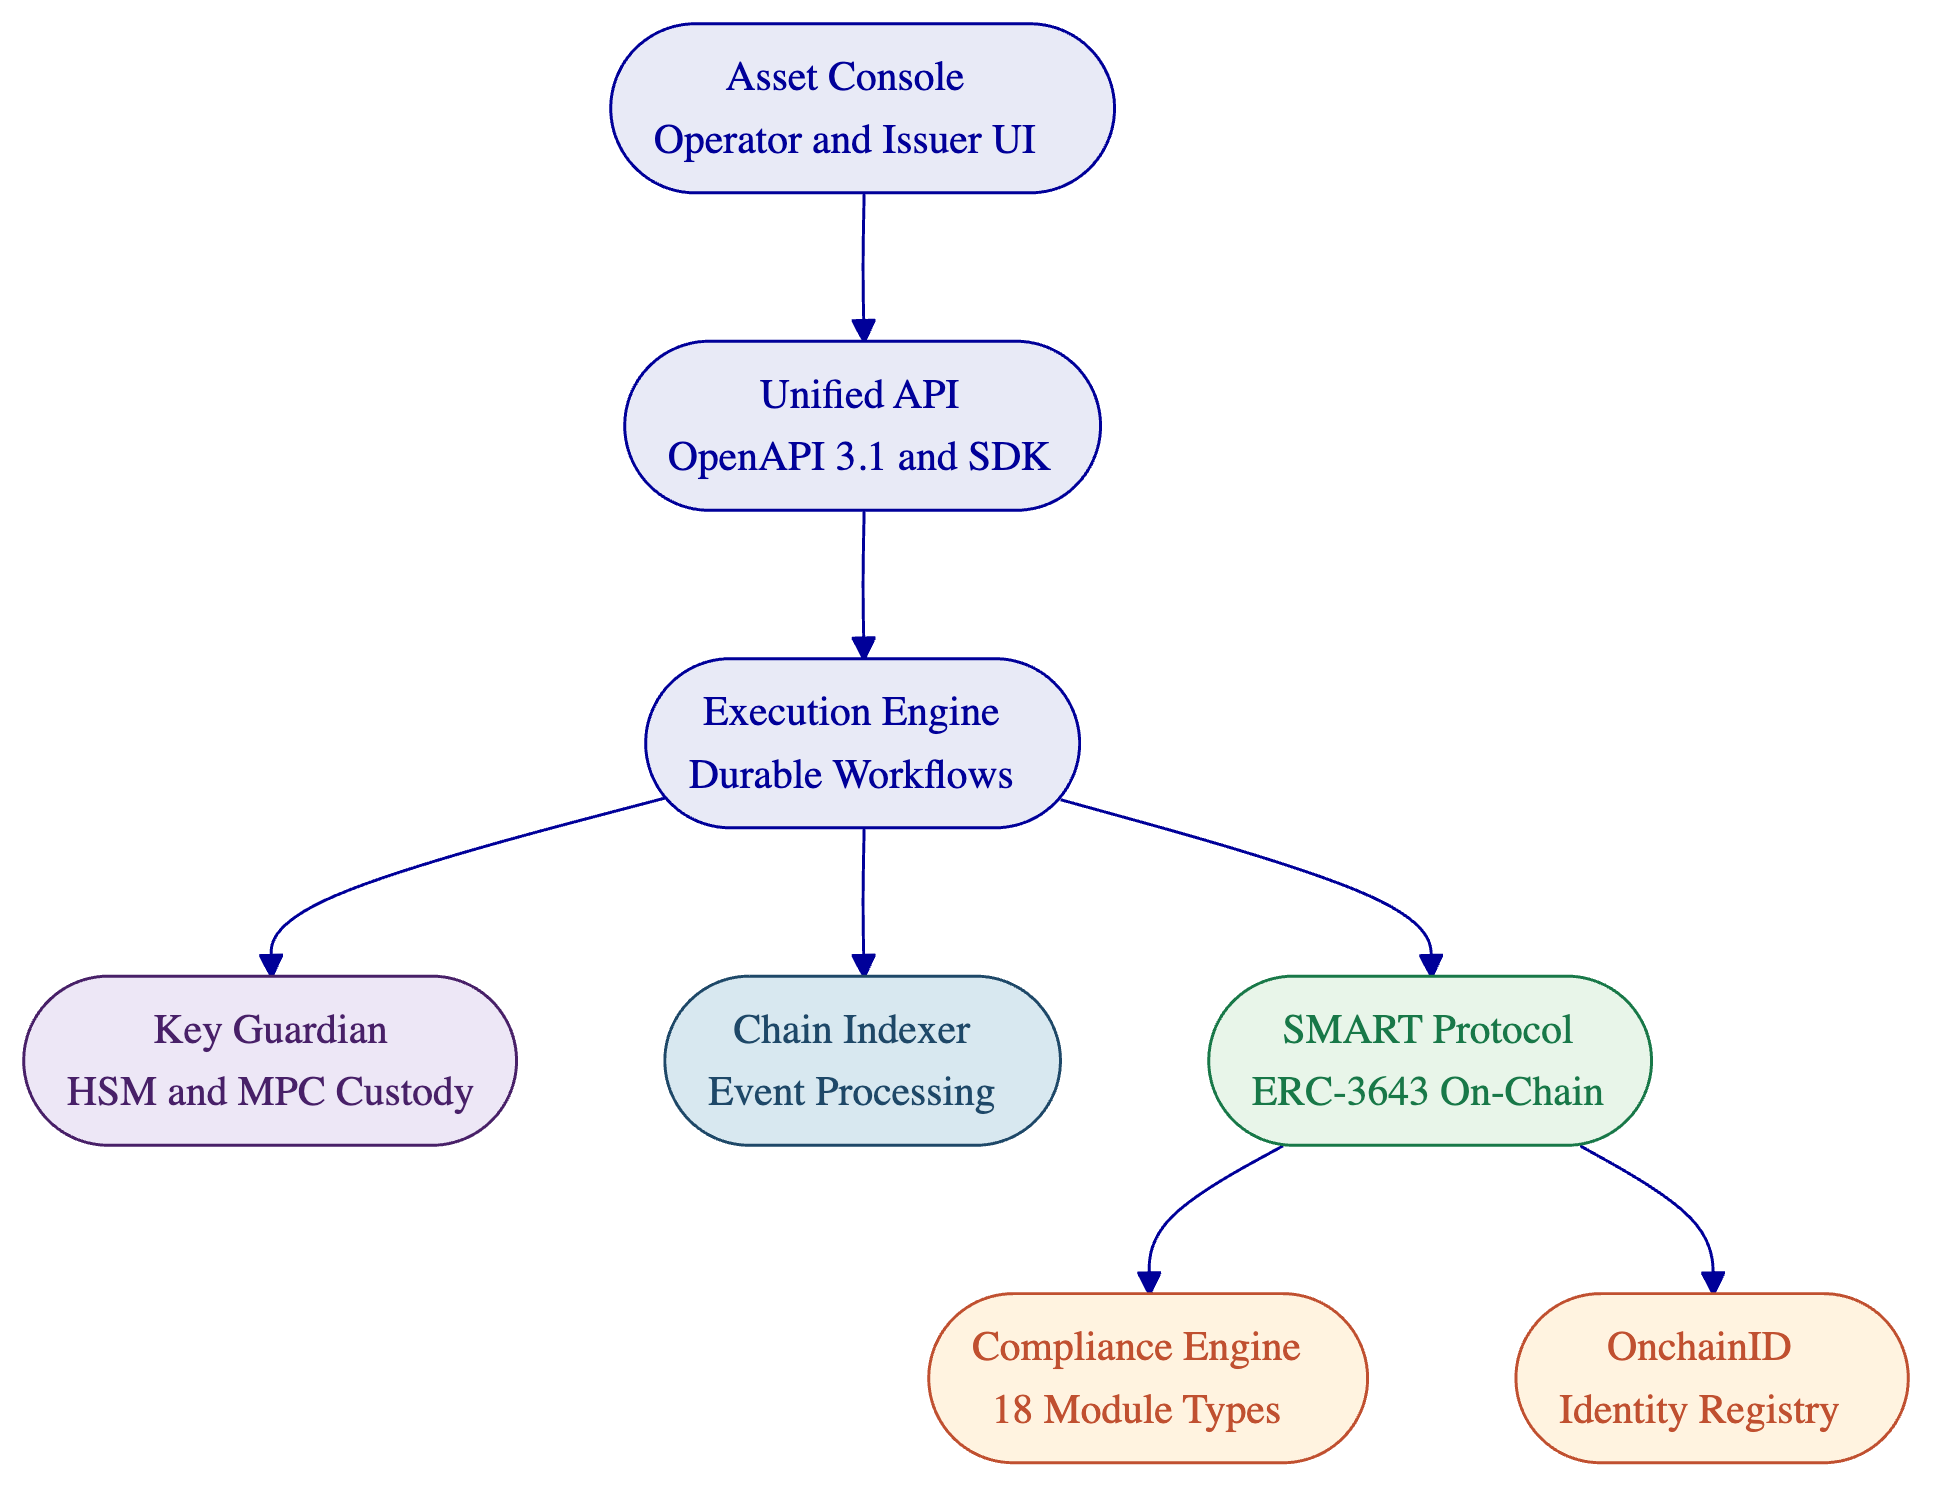 Asset Console
Operator and Issuer UI
Unified API
OpenAPI 3.1 and SDK
Execution Engine
Durable Workflows
Key Guardian
HSM and MPC Custody
Chain Indexer
Event Processing
SMART Protocol
ERC-3643 On-Chain
Compliance Engine
18 Module Types
OnchainID
Identity Registry